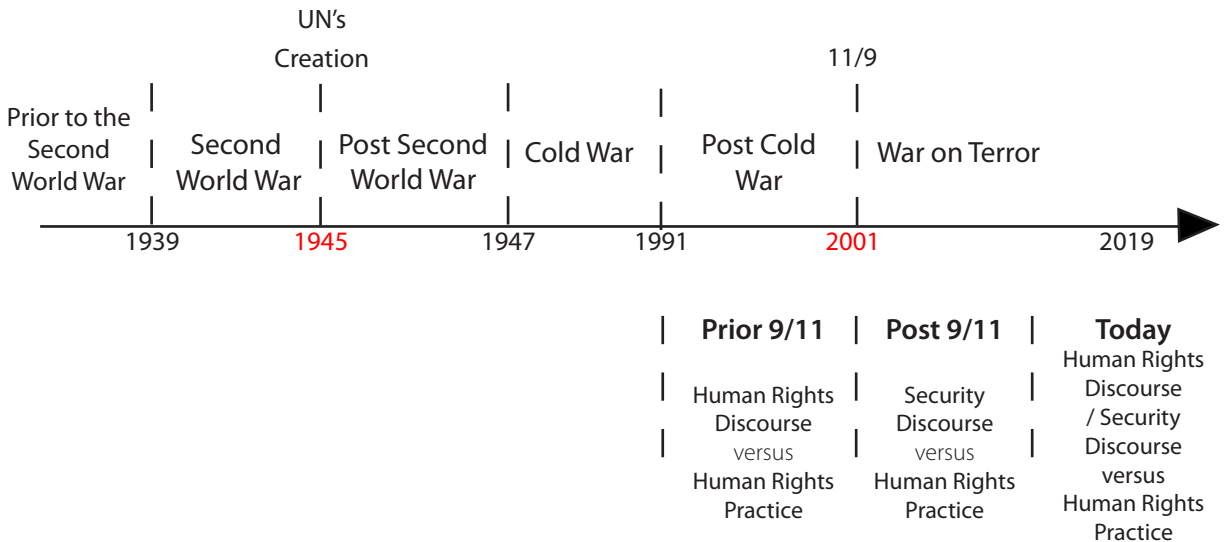 UN's
Creation
11/9
Prior to the
Second
World War
Second
World War
Post Second
World War
Cold War
Post Cold
War
War on Terror
1939
1945
1947
1991
2001
2019
Prior 9/11
Human Rights
Discourse
versus
Human Rights
Practice
Post 9/11
Security
Discourse
versus
Human Rights
Practice
Today
Human Rights
Discourse
/ Security
Discourse
versus
Human Rights
Practice